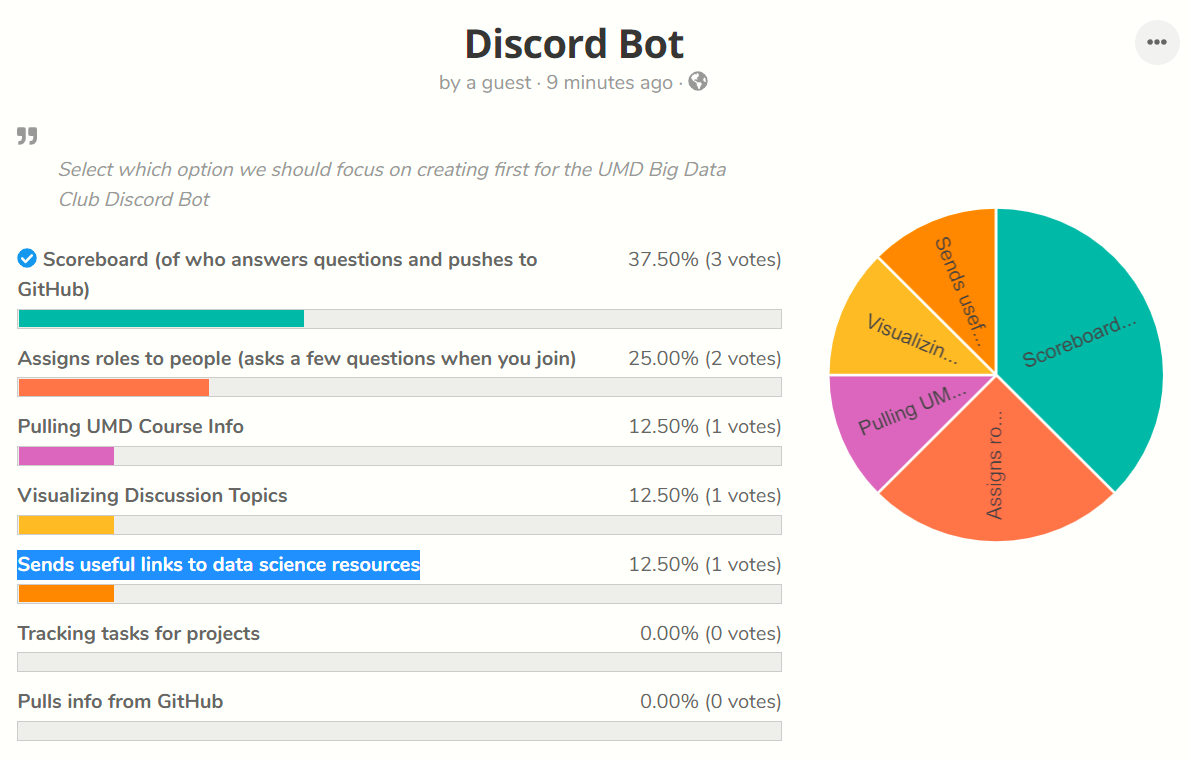 Discord Bot
by a guest · 9 minutes ago ·
Select which option we should focus on creating first for the UMD Big Data
Club Discord Bot
Scoreboard (of who answers questions and pushes to
GitHub)
37.50% (3 votes)
Assigns roles to people (asks a few questions when you join)
25.00% (2 votes)
Pulling UMD Course Info
12.50% (1 votes)
Visualizing Discussion Topics
12.50% (1 votes)
Sends useful links to data science resources
12.50% (1 votes)
Tracking tasks for projects
0.00% (0 votes)
Pulls info from GitHub
0.00% (0 votes)
Scoreboard...
Assigns ro...
Pulling UM...
Visualizin...
Sends usef...